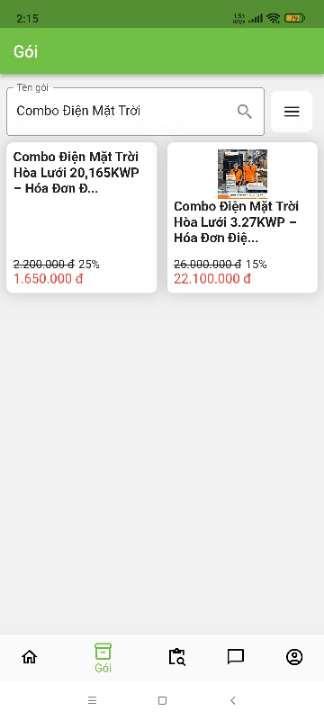 2:15
Gói
Tên gói
Combo Điện Mặt Trời
Combo Điện Mặt Trời
Hòa Lưới 20,165KWP
– Hóa Đơn Đ...
2.200.000 đ 25%
1.650.000 đ
Combo Điện Mặt Trời
Hòa Lưới 3.27KWP –
Hóa Đơn Điệ...
26.000.000 đ 15%
22.100.000 đ
Gói